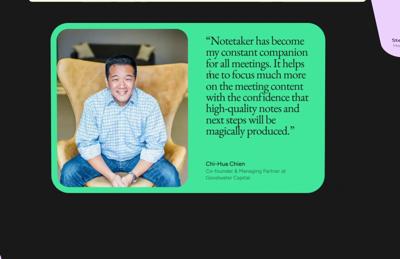 “Notetaker has become
my constant companion
for all meetings. It helps
me to focus much more
on the meeting content
with the confidence that
high-quality notes and
next steps will be
magically produced.”
Chi-Hua Chien
Co-founder & Managing Partner at
Goodwater Capital